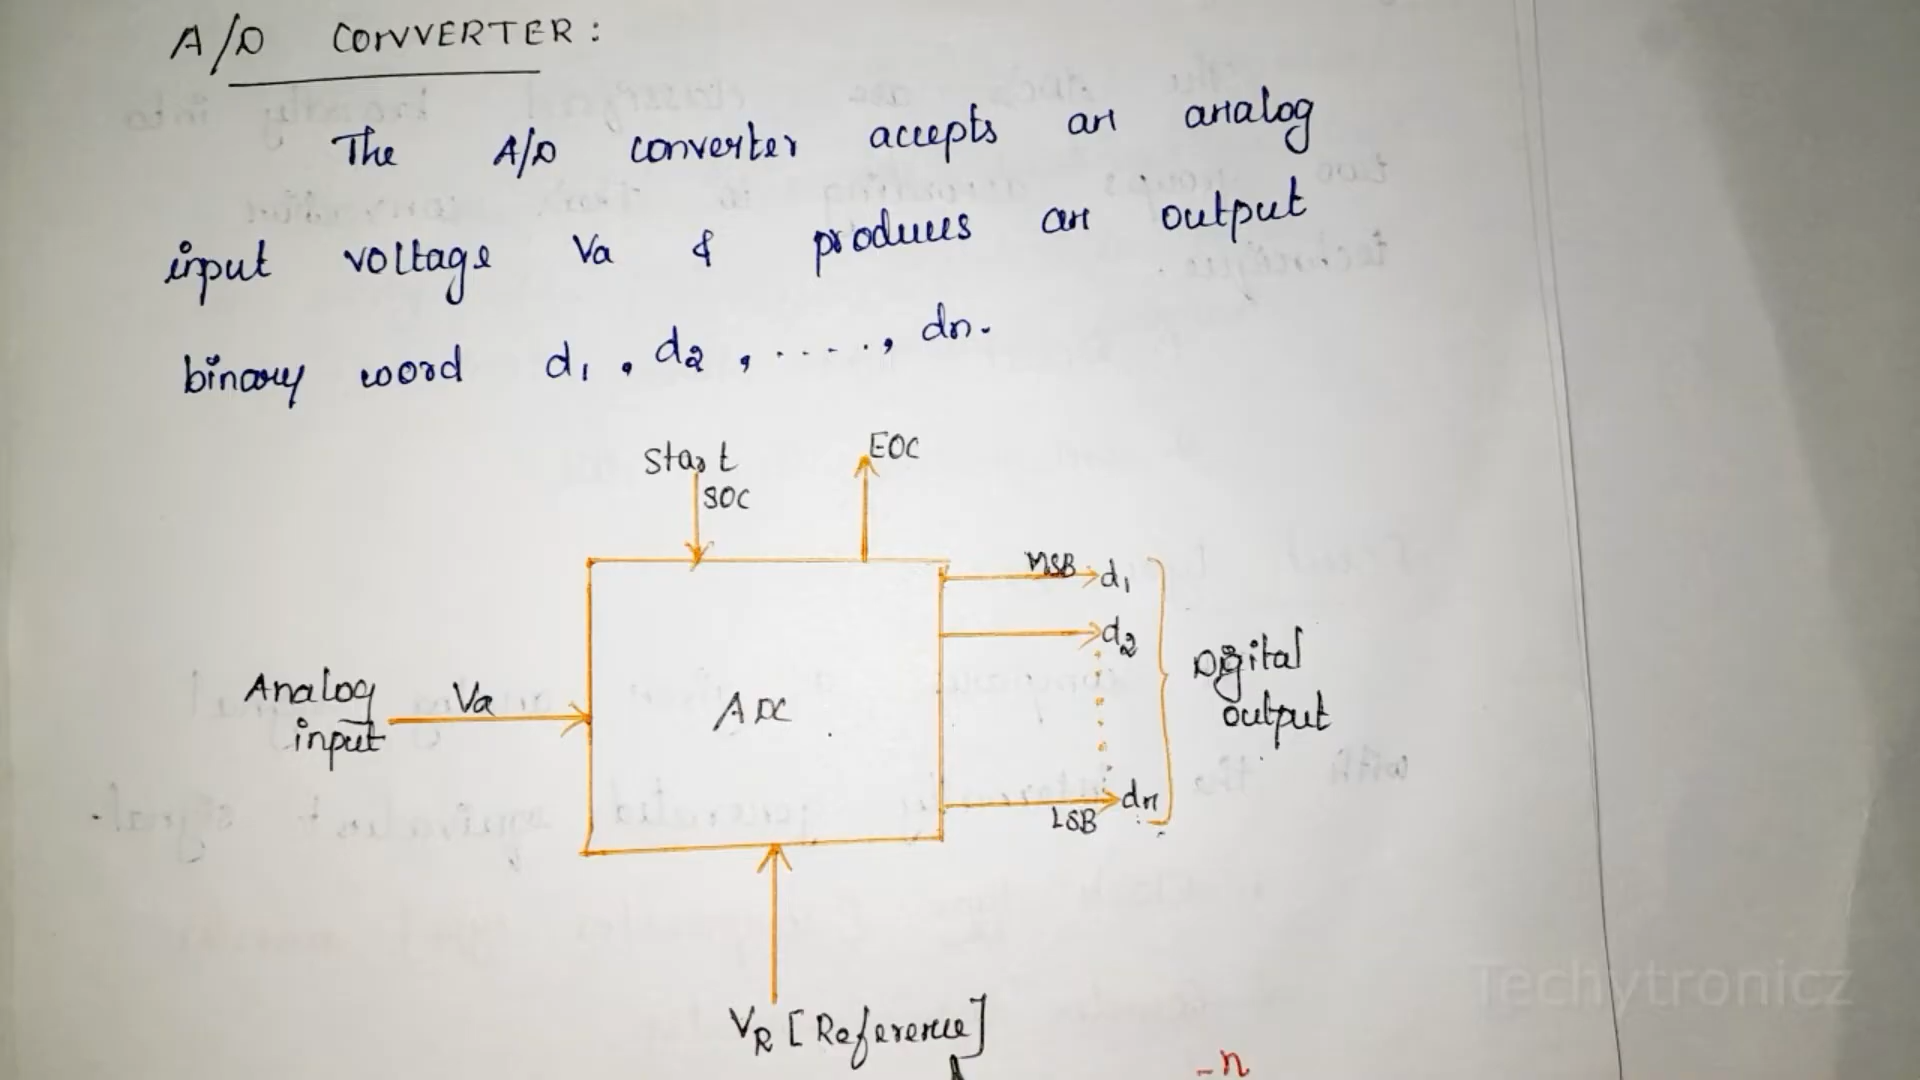 A/D CONVERTER:
The A/D converter accepts an analog
input voltage Va & produces an output
binary word d1, d2, ....., dn.
Start
SOC
EOC
MSB d1
d2
Analog
input
Va
ADC
Digital
output
dn
LSB
VR [Reference]
-n
Techytronicz